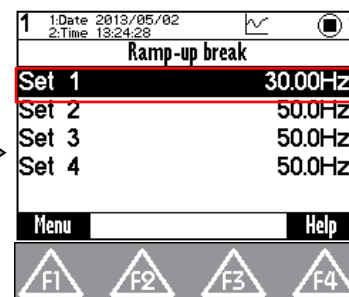 1 1:Date 2013/05/02
2:Time 13:24:28
Ramp-up break
Set 1 30.00Hz
Set 2 50.0Hz
Set 3 50.0Hz
Set 4 50.0Hz
Menu Help
F1 F2 F3 F4